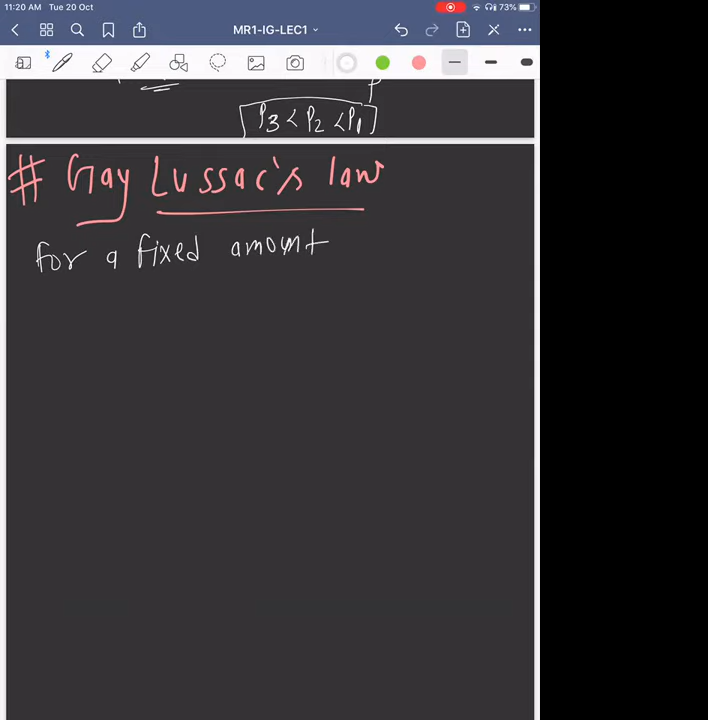 11:20 AM Tue 20 Oct 73%
MR1-IG-LEC1
P
P3 < P2 < P1
# Gay Lussac's law
for a fixed amount